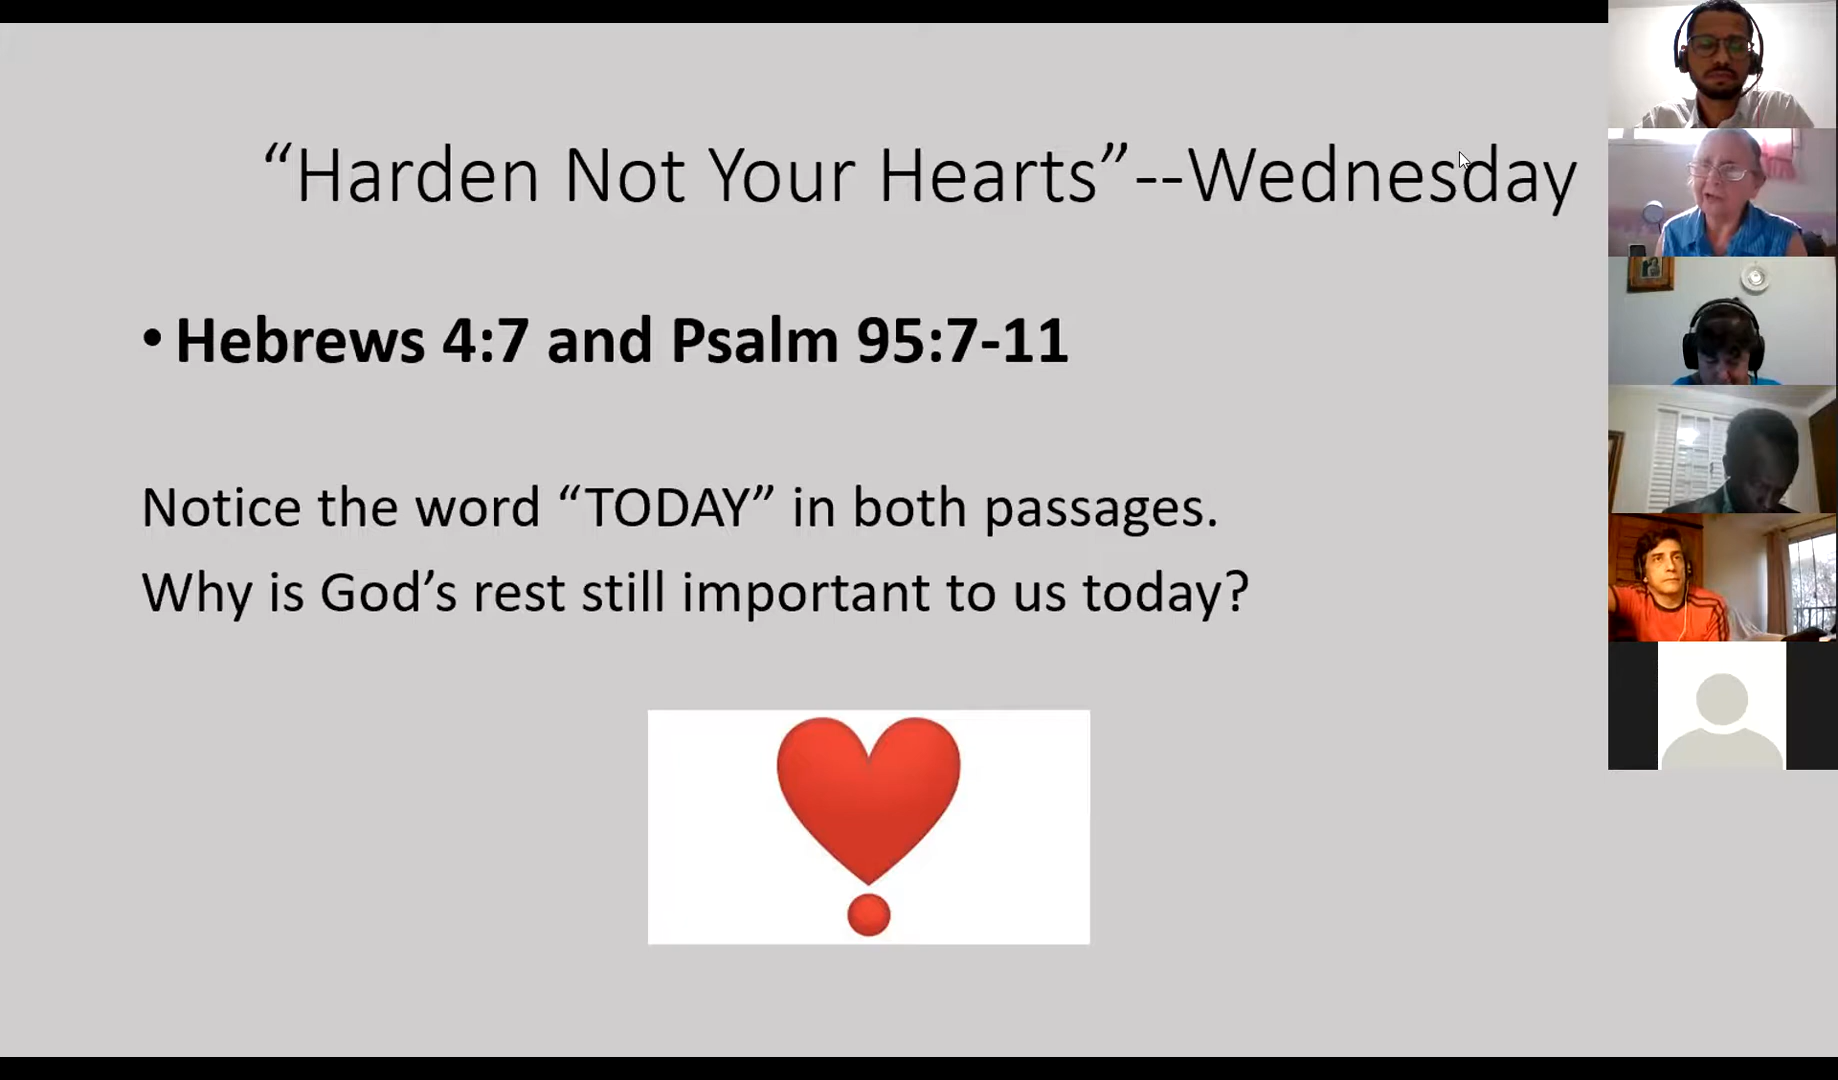 “Harden Not Your Hearts”--Wednesday
• Hebrews 4:7 and Psalm 95:7-11
Notice the word “TODAY” in both passages.
Why is God’s rest still important to us today?